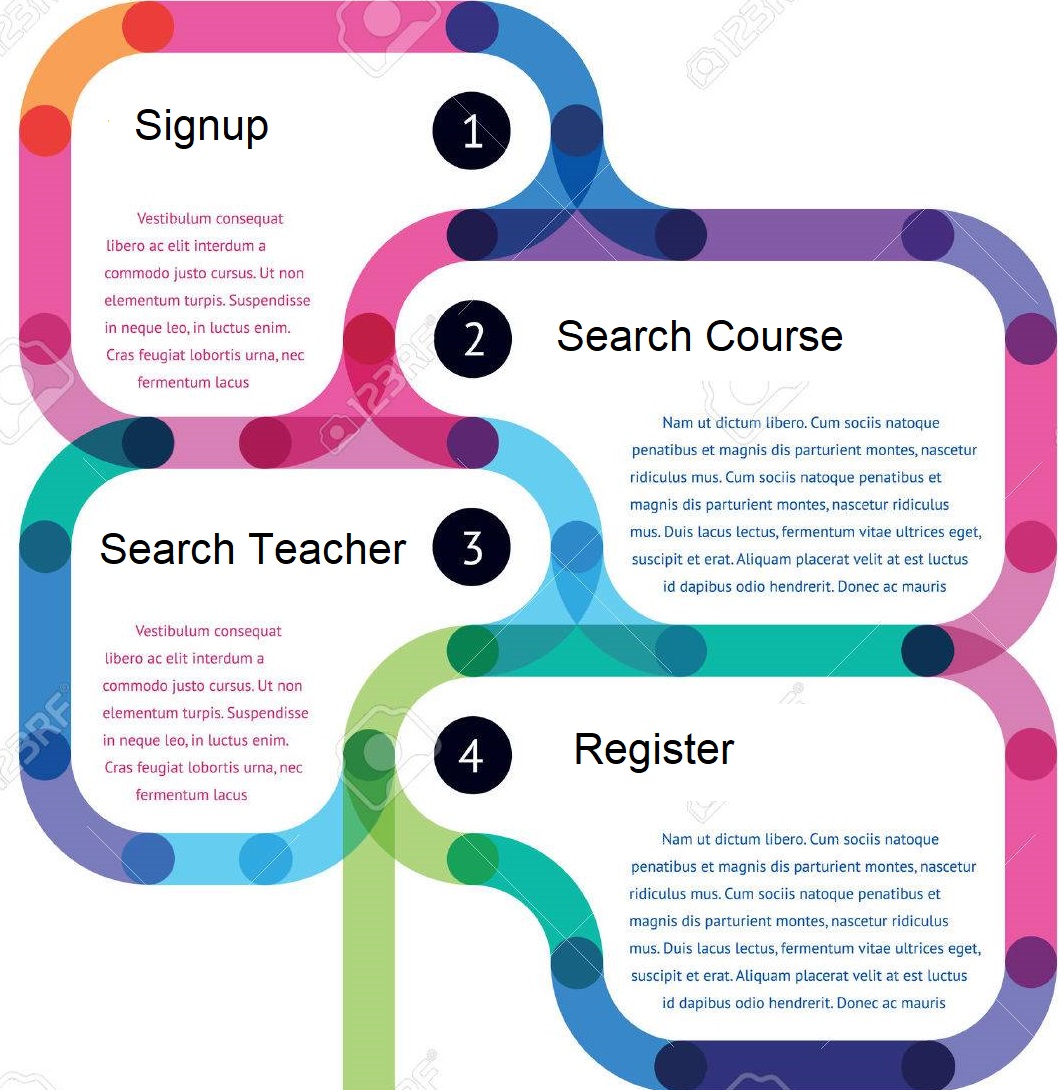 Signup
1
Vestibulum consequat
libero ac elit interdum a
commodo justo cursus. Ut non
elementum turpis. Suspendisse
in neque leo, in luctus enim.
Cras feugiat lobortis urna, nec
fermentum lacus
2
Search Course
Nam ut dictum libero. Cum sociis natoque
penatibus et magnis dis parturient montes, nascetur
ridiculus mus. Cum sociis natoque penatibus et
magnis dis parturient montes, nascetur ridiculus
mus. Duis lacus lectus, fermentum vitae ultrices eget,
suscipit et erat. Aliquam placerat velit at est luctus
id dapibus odio hendrerit. Donec ac mauris
Search Teacher
3
Vestibulum consequat
libero ac elit interdum a
commodo justo cursus. Ut non
elementum turpis. Suspendisse
in neque leo, in luctus enim.
Cras feugiat lobortis urna, nec
fermentum lacus
4
Register
Nam ut dictum libero. Cum sociis natoque
penatibus et magnis dis parturient montes, nascetur
ridiculus mus. Cum sociis natoque penatibus et
magnis dis parturient montes, nascetur ridiculus
mus. Duis lacus lectus, fermentum vitae ultrices eget,
suscipit et erat. Aliquam placerat velit at est luctus
id dapibus odio hendrerit. Donec ac mauris
123RF
123RF
123RF